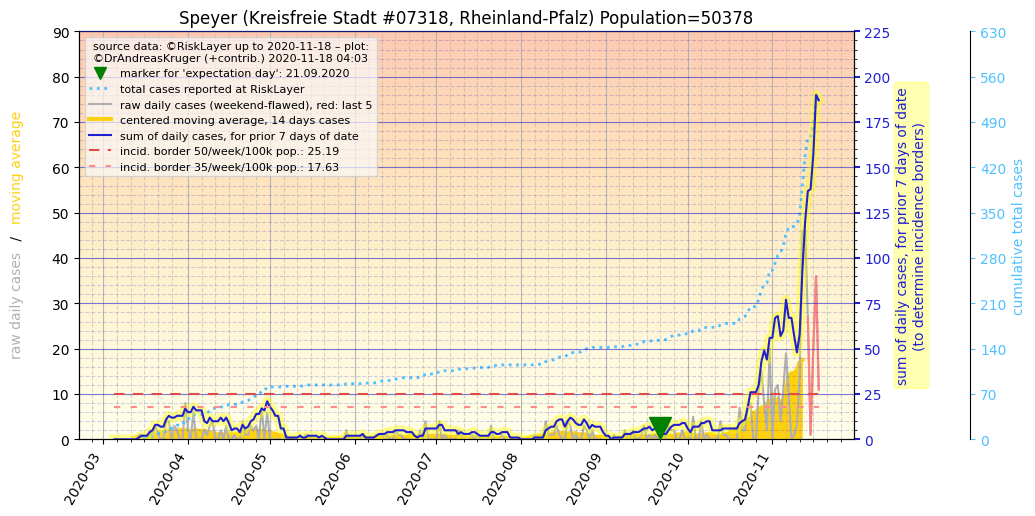 Speyer (Kreisfreie Stadt #07318, Rheinland-Pfalz) Population=50378
source data: ©RiskLayer up to 2020-11-18 – plot:
©DrAndreasKruger (+contrib.) 2020-11-18 04:03
marker for 'expectation day': 21.09.2020
total cases reported at RiskLayer
raw daily cases (weekend-flawed), red: last 5
centered moving average, 14 days cases
sum of daily cases, for prior 7 days of date
incid. border 50/week/100k pop.: 25.19
incid. border 35/week/100k pop.: 17.63
raw daily cases / moving average
90
80
70
60
50
40
30
20
10
0
225
200
175
150
125
100
75
50
25
0
sum of daily cases, for prior 7 days of date
(to determine incidence borders)
630
560
490
420
350
280
210
140
70
0
cumulative total cases
2020-03
2020-04
2020-05
2020-06
2020-07
2020-08
2020-09
2020-10
2020-11